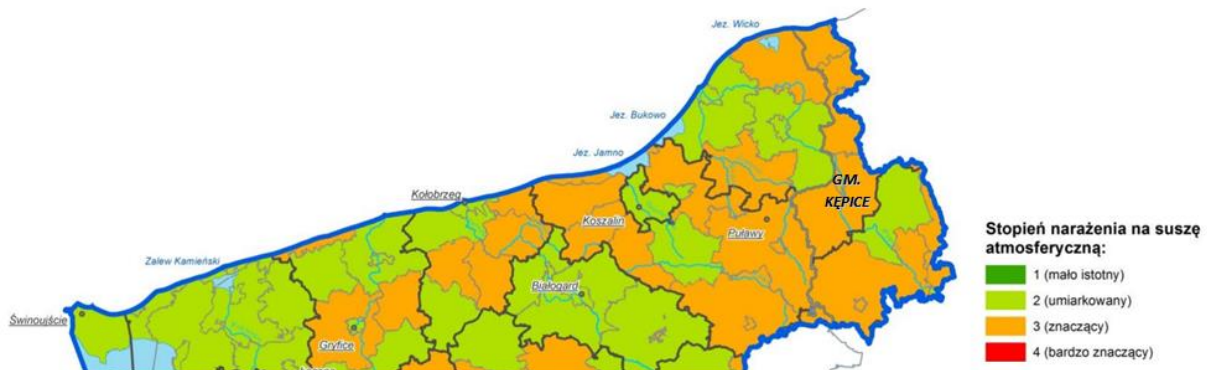 Jez. Wicko
Jez. Bukowo
Jez. Jamno
GM.
KĘPICE
Kołobrzeg
Koszalin
Puławy
Zalew Kamieński
Białogard
Świnoujście
Gryfice
Stopień narażenia na suszę
atmosferyczną:
1 (mało istotny)
2 (umiarkowany)
3 (znaczący)
4 (bardzo znaczący)